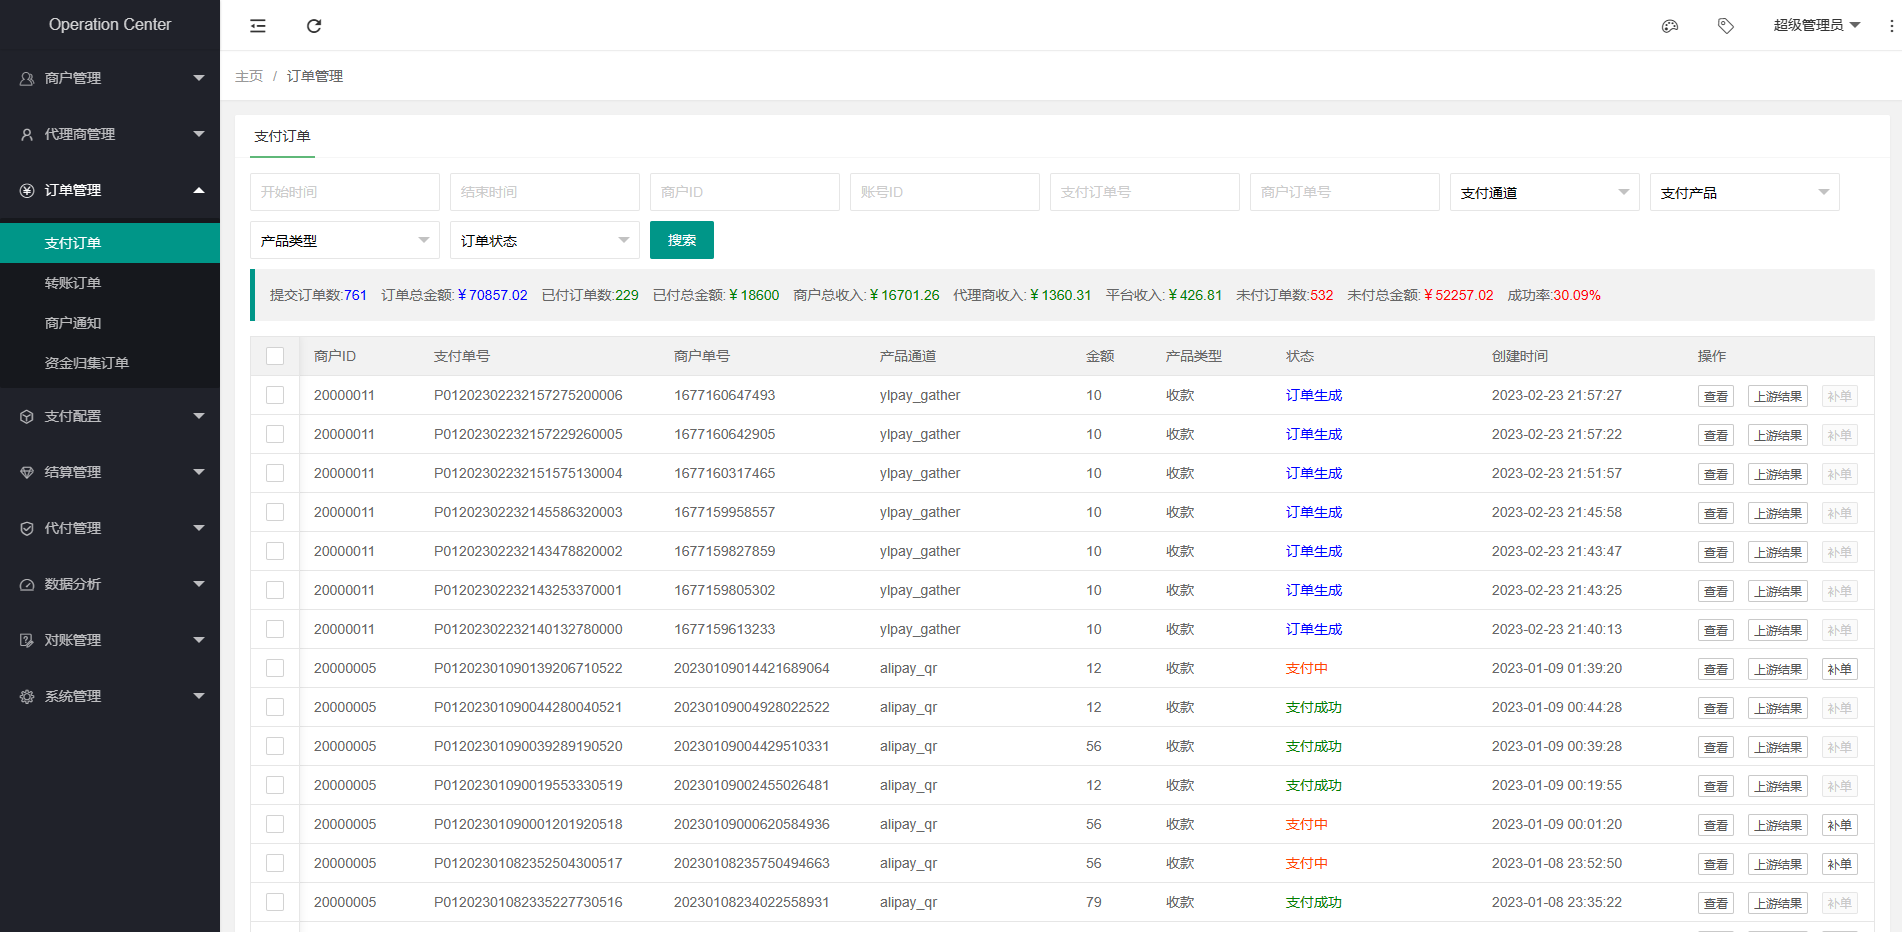 Operation Center
超级管理员
商户管理
代理商管理
订单管理
支付订单
转账订单
商户通知
资金归集订单
支付配置
结算管理
代付管理
数据分析
对账管理
系统管理
主页 / 订单管理
支付订单
开始时间 结束时间 商户ID 账号ID 支付订单号 商户订单号 支付通道 支付产品
产品类型 订单状态 搜索
提交订单数:761 订单总金额:¥70857.02 已付订单数:229 已付总金额:¥18600 商户总收入:¥16701.26 代理商收入:¥1360.31 平台收入:¥426.81 未付订单数:532 未付总金额:¥52257.02 成功率:30.09%
商户ID 支付单号 商户单号 产品通道 金额 产品类型 状态 创建时间 操作
20000011 P01202302232157275200006 1677160647493 ylpay_gather 10 收款 订单生成 2023-02-23 21:57:27 查看 上游结果 补单
20000011 P01202302232157229260005 1677160642905 ylpay_gather 10 收款 订单生成 2023-02-23 21:57:22 查看 上游结果 补单
20000011 P01202302232151575130004 1677160317465 ylpay_gather 10 收款 订单生成 2023-02-23 21:51:57 查看 上游结果 补单
20000011 P01202302232145586320003 1677159958557 ylpay_gather 10 收款 订单生成 2023-02-23 21:45:58 查看 上游结果 补单
20000011 P01202302232143478820002 1677159827859 ylpay_gather 10 收款 订单生成 2023-02-23 21:43:47 查看 上游结果 补单
20000011 P01202302232143253370001 1677159805302 ylpay_gather 10 收款 订单生成 2023-02-23 21:43:25 查看 上游结果 补单
20000011 P01202302232140132780000 1677159613233 ylpay_gather 10 收款 订单生成 2023-02-23 21:40:13 查看 上游结果 补单
20000005 P01202301090139206710522 20230109014421689064 alipay_qr 12 收款 支付中 2023-01-09 01:39:20 查看 上游结果 补单
20000005 P01202301090044280040521 20230109004928022522 alipay_qr 12 收款 支付成功 2023-01-09 00:44:28 查看 上游结果 补单
20000005 P01202301090039289190520 20230109004429510331 alipay_qr 56 收款 支付成功 2023-01-09 00:39:28 查看 上游结果 补单
20000005 P01202301090019553330519 20230109002455026481 alipay_qr 12 收款 支付成功 2023-01-09 00:19:55 查看 上游结果 补单
20000005 P01202301090001201920518 20230109000620584936 alipay_qr 56 收款 支付中 2023-01-09 00:01:20 查看 上游结果 补单
20000005 P01202301082352504300517 20230108235750494663 alipay_qr 56 收款 支付中 2023-01-08 23:52:50 查看 上游结果 补单
20000005 P01202301082335227730516 20230108234022558931 alipay_qr 79 收款 支付成功 2023-01-08 23:35:22 查看 上游结果 补单